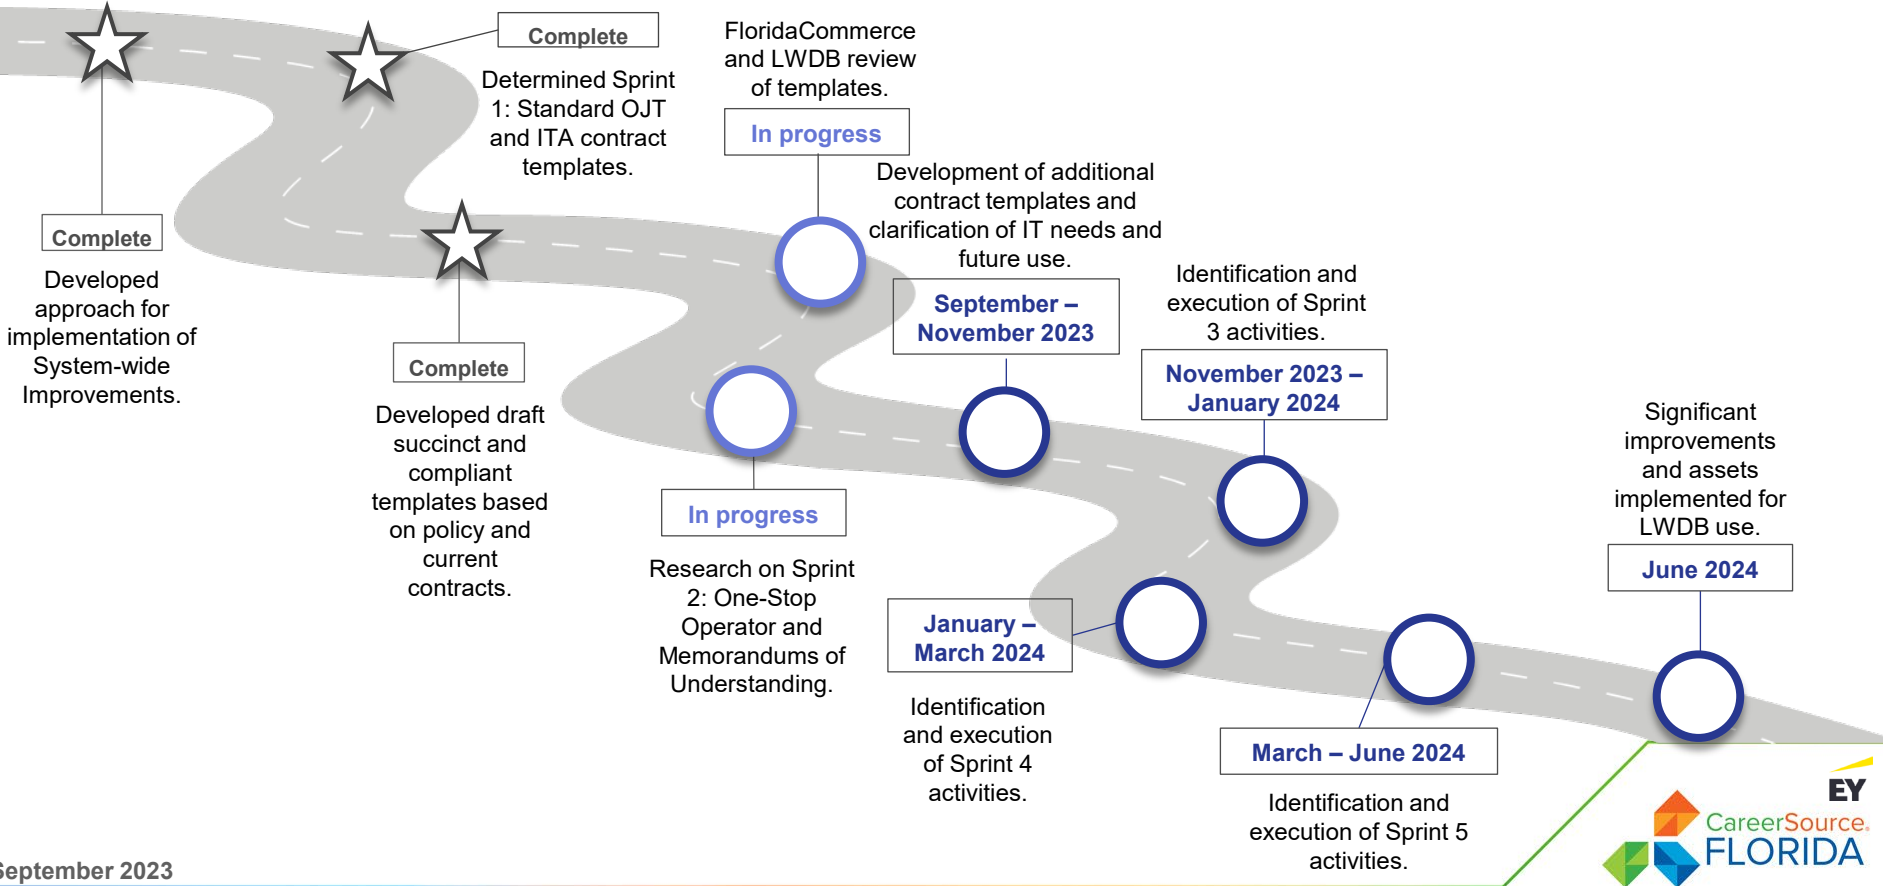 Complete
Developed
approach for
implementation of
System-wide
Improvements.
Complete
Determined Sprint
1: Standard OJT
and ITA contract
templates.
Complete
Developed draft
succinct and
compliant
templates based
on policy and
current
contracts.
FloridaCommerce
and LWDB review
of templates.
In progress
In progress
Research on Sprint
2: One-Stop
Operator and
Memorandums of
Understanding.
Development of additional
contract templates and
clarification of IT needs and
future use.
September –
November 2023
Identification and
execution of Sprint
3 activities.
November 2023 –
January 2024
January –
March 2024
Identification
and execution
of Sprint 4
activities.
March – June 2024
Identification and
execution of Sprint 5
activities.
Significant
improvements
and assets
implemented for
LWDB use.
June 2024
EY
CareerSource
FLORIDA
September 2023